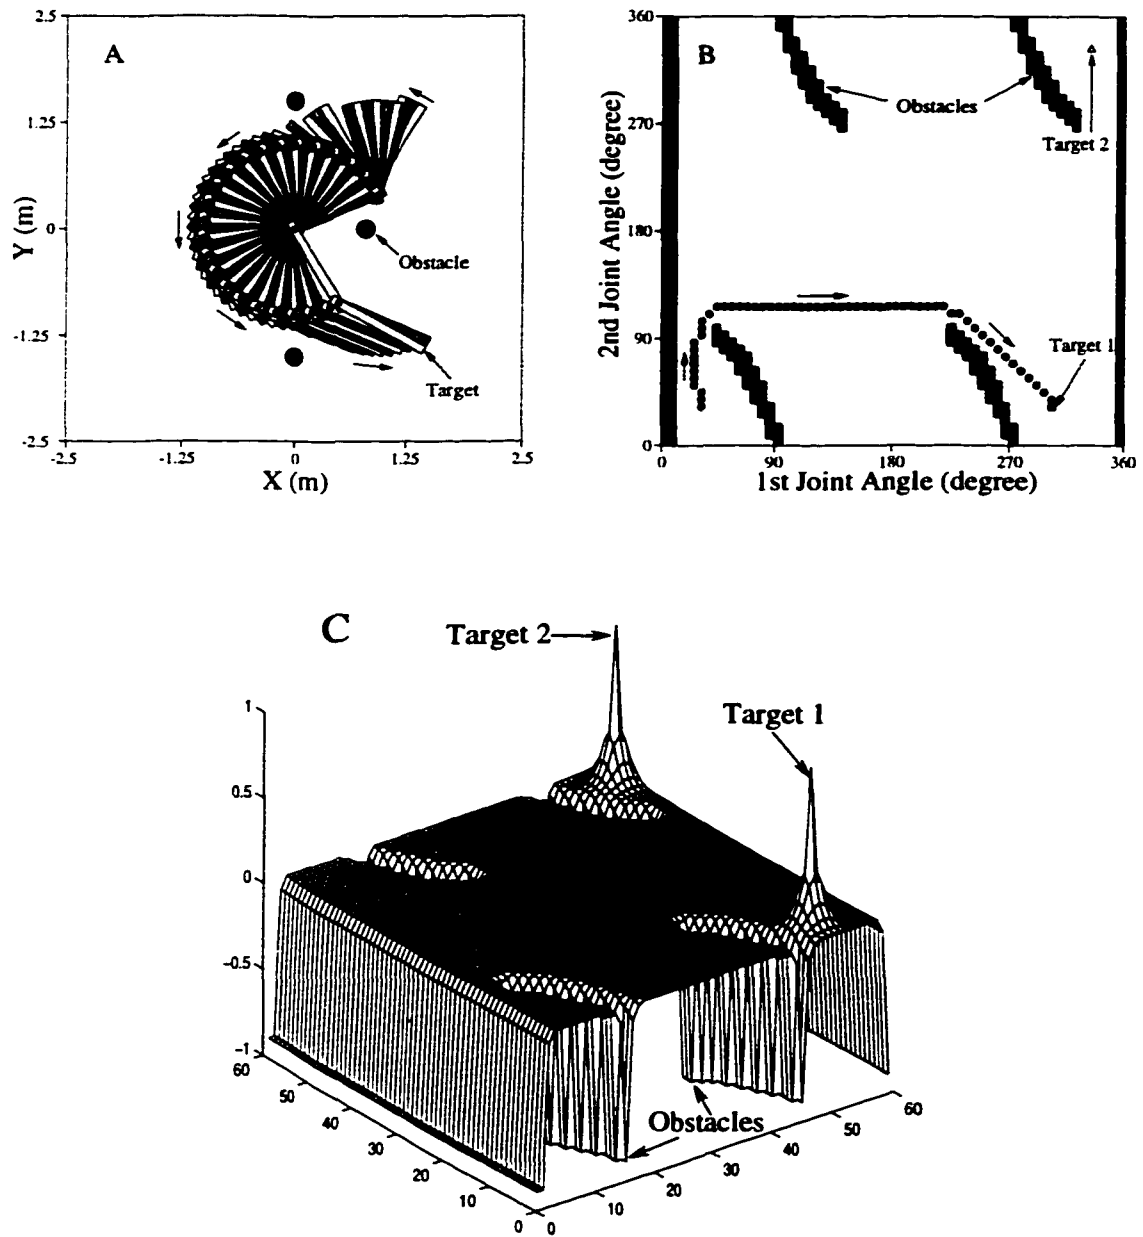 2.5
A
1.25
Y (m)
0
Obstacle
-1.25
Target
-2.5
-2.5
-1.25
0
1.25
2.5
X (m)
360
B
Obstacles
270
Target 2
2nd Joint Angle (degree)
180
90
Target 1
0
0
90
180
270
360
1st Joint Angle (degree)
C
Target 2
Target 1
1
0.5
0
-0.5
-1
60
50
40
30
20
10
0
Obstacles
0
10
20
30
40
50
60